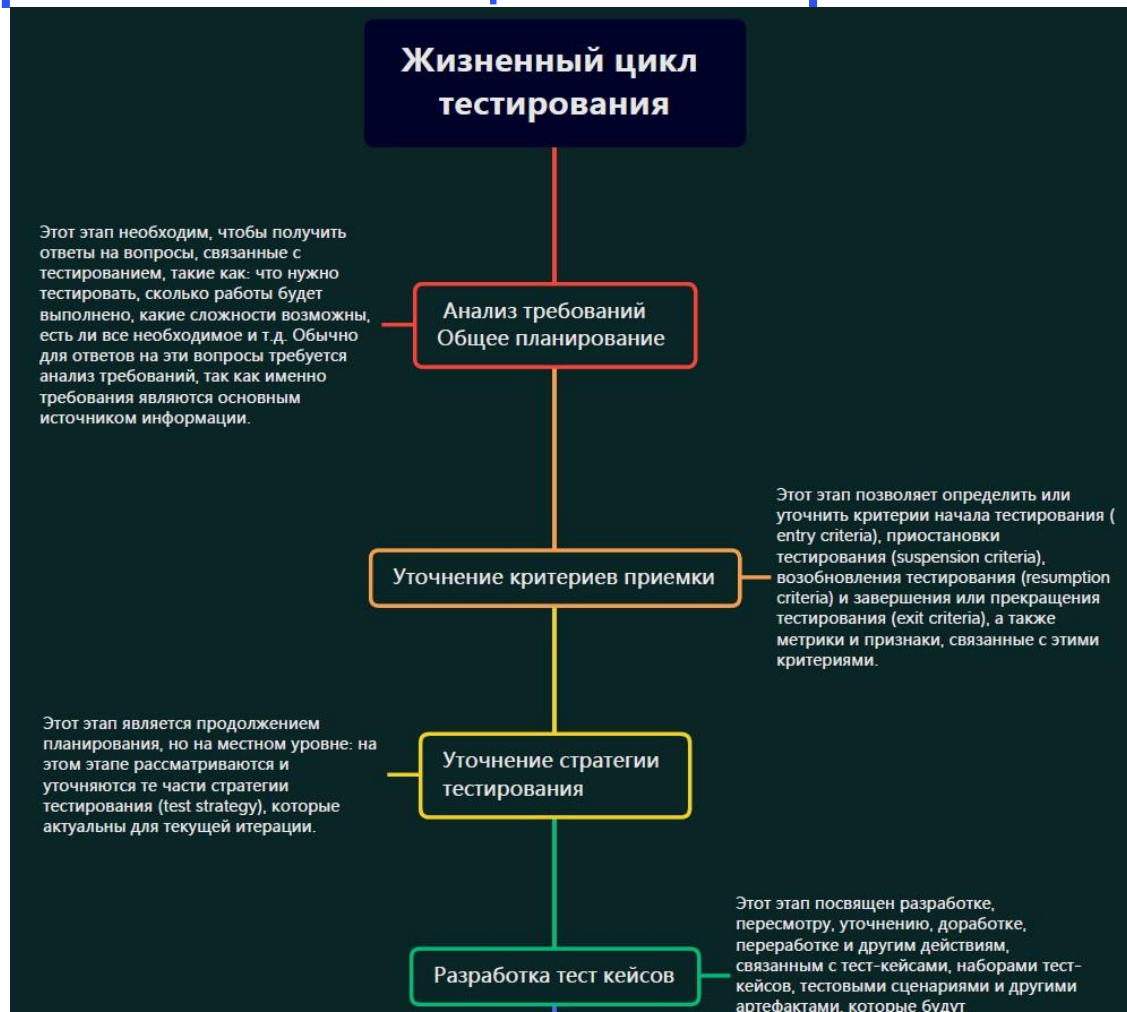 Жизненный цикл
тестирования
Этот этап необходим, чтобы получить
ответы на вопросы, связанные с
тестированием, такие как: что нужно
тестировать, сколько работы будет
выполнено, какие сложности возможны,
есть ли все необходимое и т.д. Обычно
для ответов на эти вопросы требуется
анализ требований, так как именно
требования являются основным
источником информации.
Анализ требований
Общее планирование
Этот этап позволяет определить или
уточнить критерии начала тестирования (
entry criteria), приостановки
тестирования (suspension criteria),
возобновления тестирования (resumption
criteria) и завершения или прекращения
тестирования (exit criteria), а также
метрики и признаки, связанные с этими
критериями.
Уточнение критериев приемки
Этот этап является продолжением
планирования, но на местном уровне: на
этом этапе рассматриваются и
уточняются те части стратегии
тестирования (test strategy), которые
актуальны для текущей итерации.
Уточнение стратегии
тестирования
Этот этап посвящен разработке,
пересмотру, уточнению, доработке,
переработке и другим действиям,
связанным с тест-кейсами, наборами тест-
кейсов, тестовыми сценариями и другими
артефактами, которые будут
Разработка тест кейсов